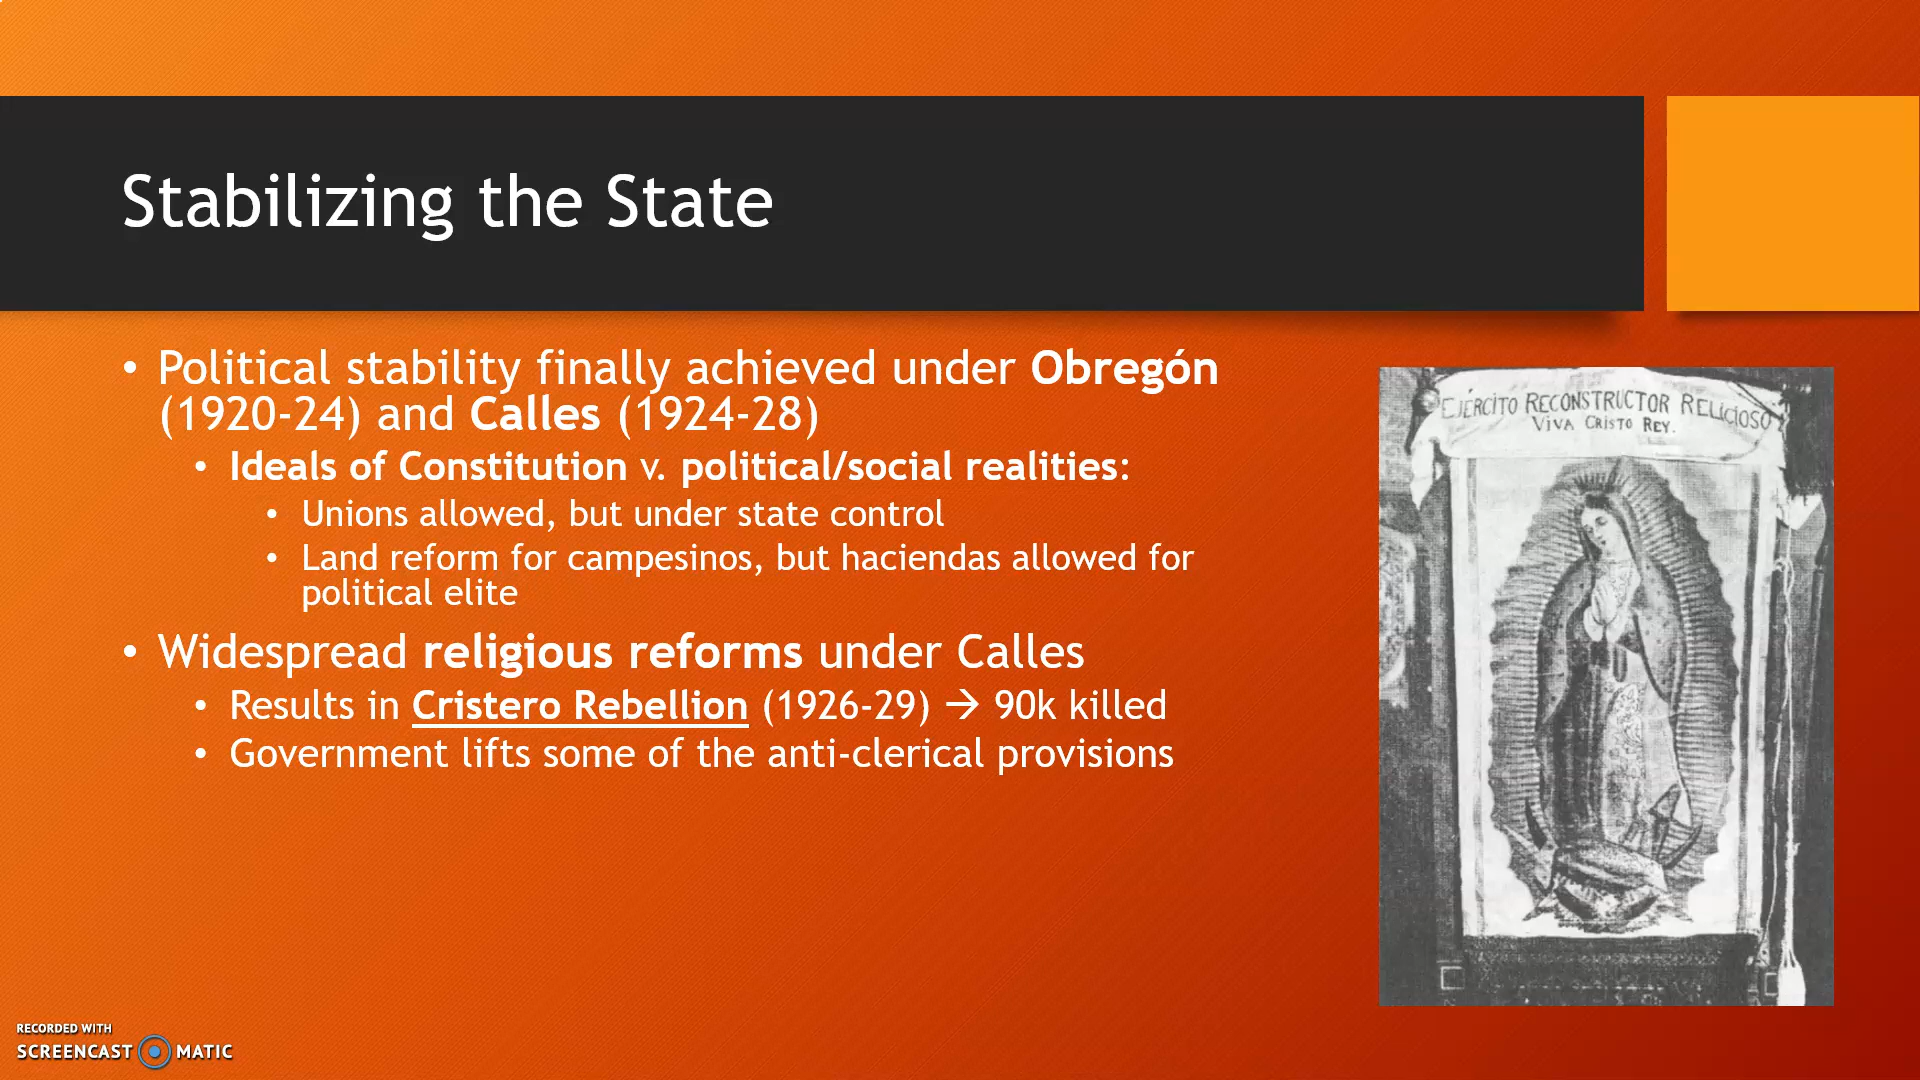 Stabilizing the State
• Political stability finally achieved under Obregón
(1920-24) and Calles (1924-28)
• Ideals of Constitution v. political/social realities:
• Unions allowed, but under state control
• Land reform for campesinos, but haciendas allowed for
political elite
• Widespread religious reforms under Calles
• Results in Cristero Rebellion (1926-29) → 90k killed
• Government lifts some of the anti-clerical provisions
EJÉRCITO RECONSTRUCTOR RELIGIOSO
VIVA CRISTO REY.
RECORDED WITH
SCREENCAST MATIC